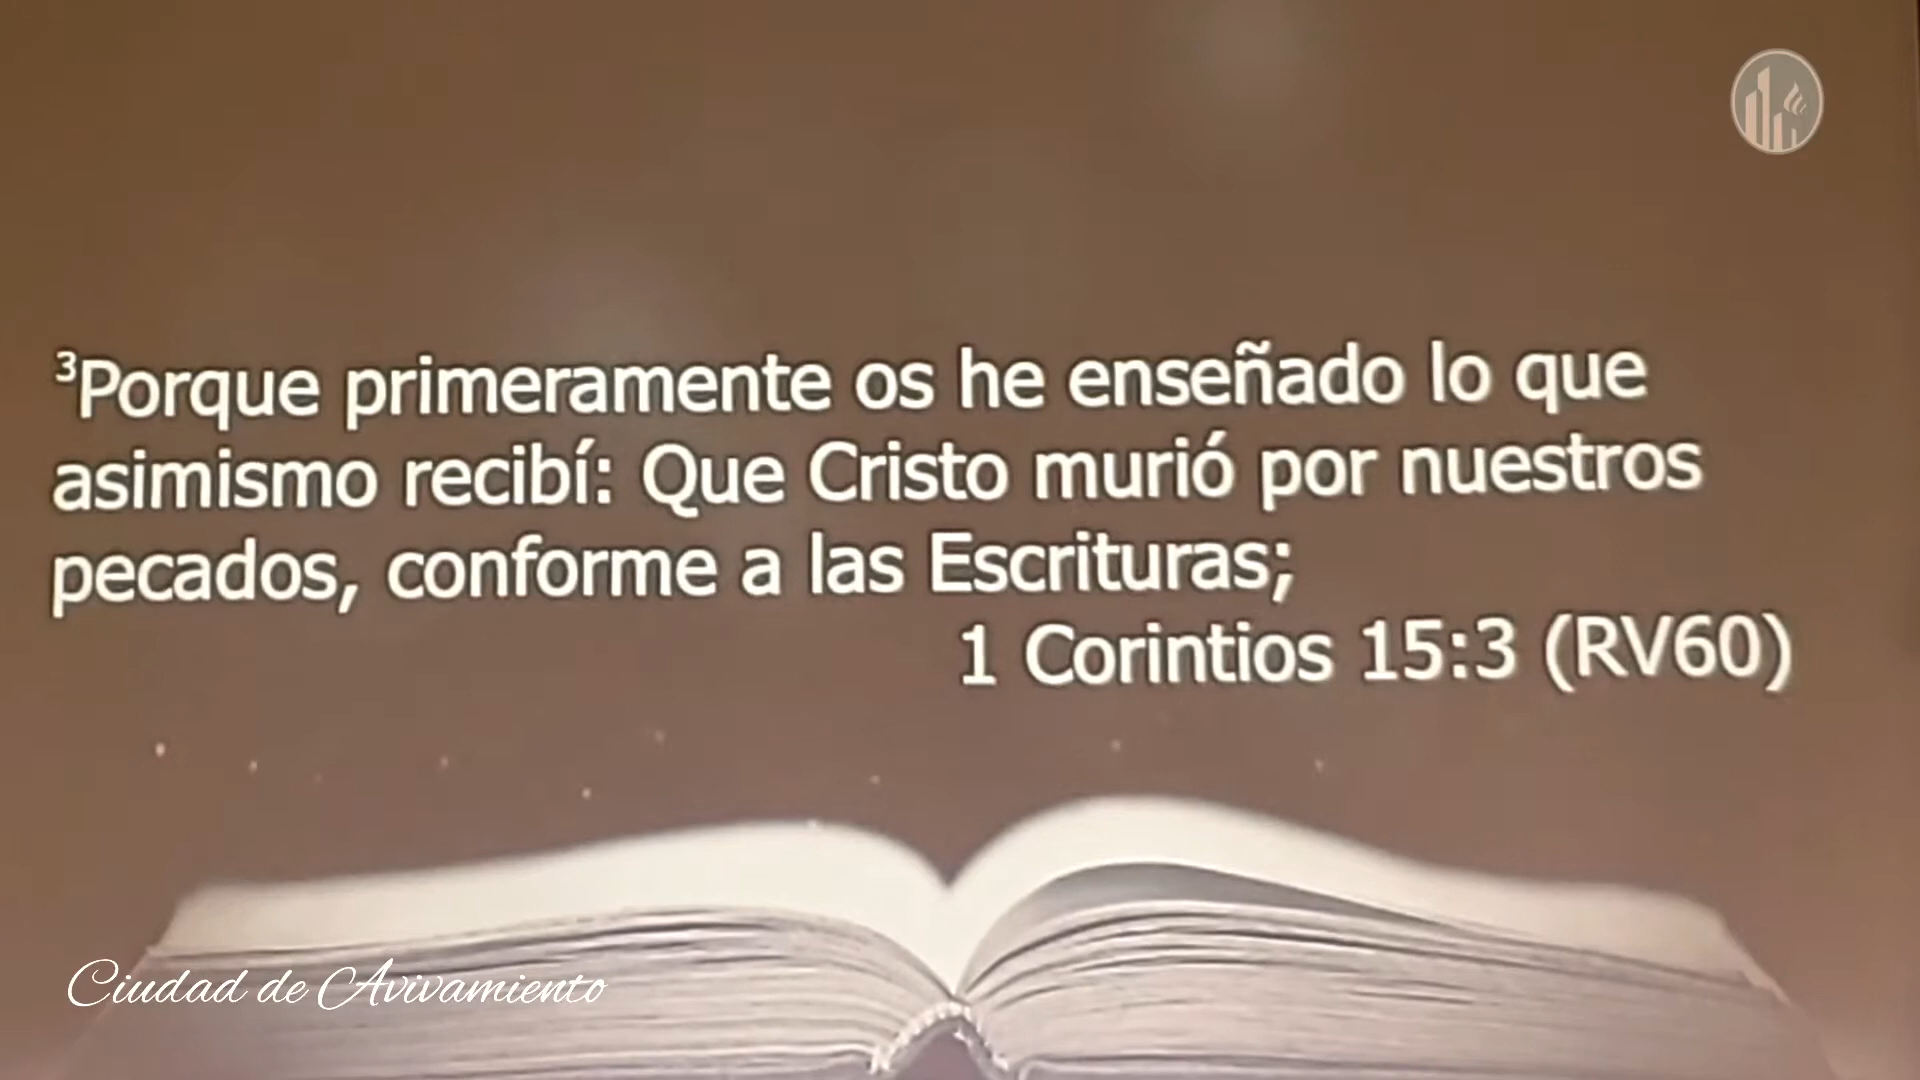 ³Porque primeramente os he enseñado lo que
asimismo recibí: Que Cristo murió por nuestros
pecados, conforme a las Escrituras;
1 Corintios 15:3 (RV60)
Ciudad de Avivamiento